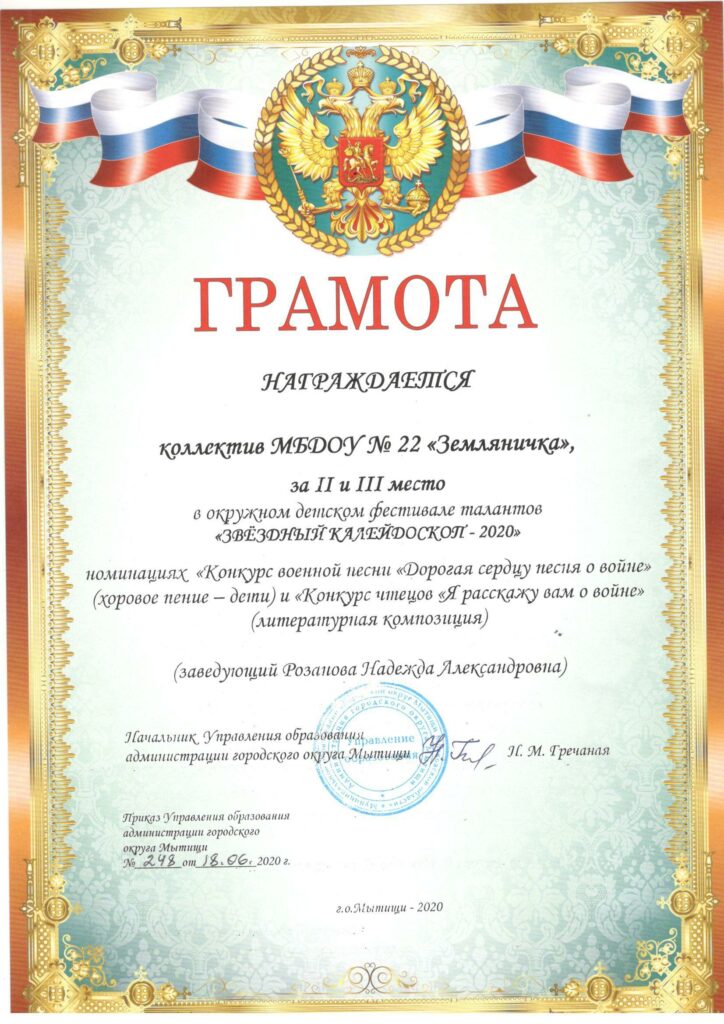 ГРАМОТА
НАГРАЖДАЕТСЯ
коллектив МБДОУ № 22 «Земляничка»,
за II и III место
в окружном детском фестивале талантов
«ЗВЁЗДНЫЙ КАЛЕЙДОСКОП - 2020»
номинациях «Конкурс военной песни «Дорогая сердцу песня о войне»
(хоровое пение – дети) и «Конкурс чтецов «Я расскажу вам о войне»
(литературная композиция)
(заведующий Розанова Надежда Александровна)
Начальник Управления образования
администрации городского округа Мытищи Н. М. Гречаная
Управление
образования
Приказ Управления образования
администрации городского
округа Мытищи
№ 248 от 18.06. 2020 г.
г.о.Мытищи - 2020